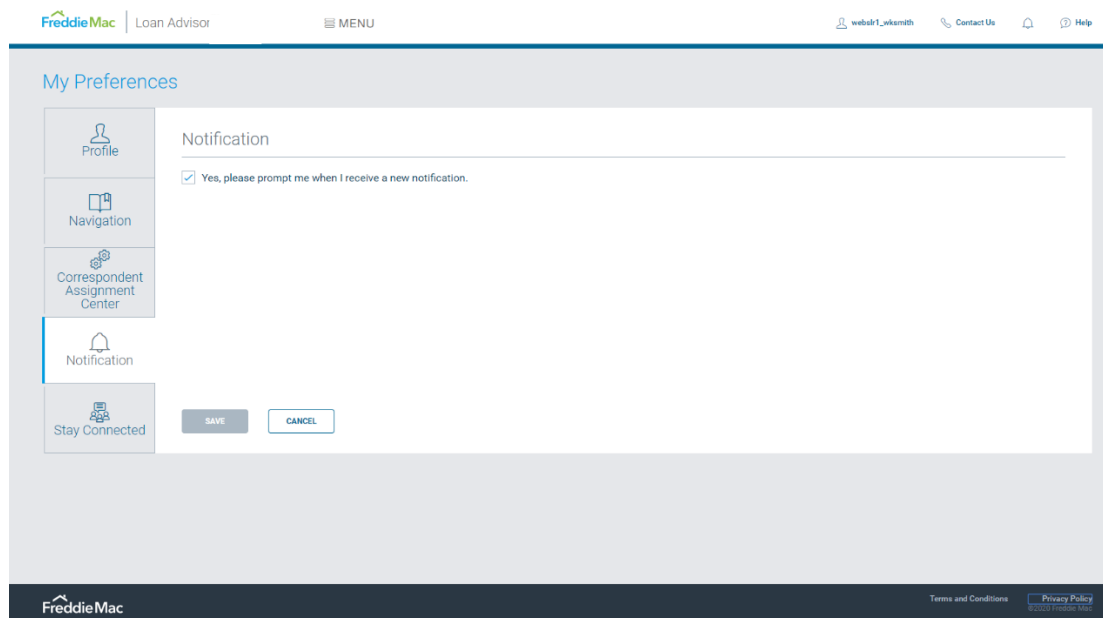 FreddieMac Loan Advisor MENU webslr1_wksmith Contact Us Help
My Preferences
Profile
Notification
Yes, please prompt me when I receive a new notification.
Navigation
Correspondent
Assignment
Center
Notification
Stay Connected
SAVE CANCEL
FreddieMac
Terms and Conditions Privacy Policy
©2020 Freddie Mac